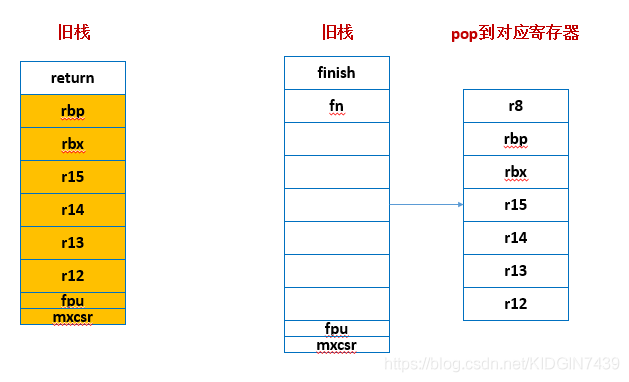 旧栈
return
rbp
rbx
r15
r14
r13
r12
fpu
mxcsr
旧栈
finish
fn
fpu
mxcsr
pop到对应寄存器
r8
rbp
rbx
r15
r14
r13
r12
https://blog.csdn.net/KIDGIN7439